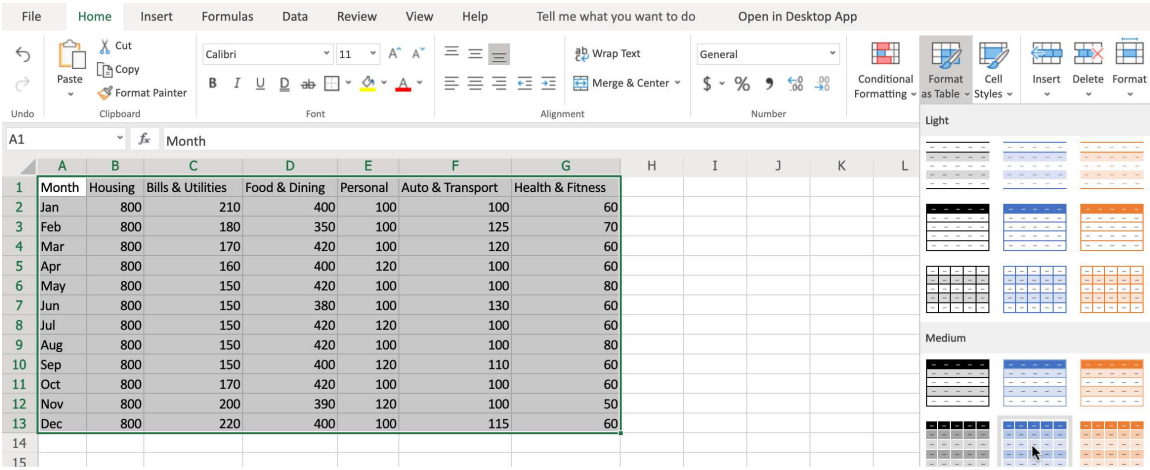 File Home Insert Formulas Data Review View Help Tell me what you want to do Open in Desktop App
Cut
Copy
Paste
Format Painter
Undo
Clipboard
Calibri 11 A^ A˅
B I U D ab A
Font
Wrap Text
Merge & Center
Alignment
General
$ % .00
Number
Conditional Formatting
Format as Table
Cell Styles
Insert Delete Format
Light
Medium
A1 fx Month
A B C D E F G H I J K L
1 Month Housing Bills & Utilities Food & Dining Personal Auto & Transport Health & Fitness
2 Jan 800 210 400 100 100 60
3 Feb 800 180 350 100 125 70
4 Mar 800 170 420 100 120 60
5 Apr 800 160 400 120 100 60
6 May 800 150 420 100 100 80
7 Jun 800 150 380 100 130 60
8 Jul 800 150 420 120 100 60
9 Aug 800 150 420 100 100 80
10 Sep 800 150 400 120 110 60
11 Oct 800 170 420 100 100 60
12 Nov 800 200 390 120 100 50
13 Dec 800 220 400 100 115 60
14
15